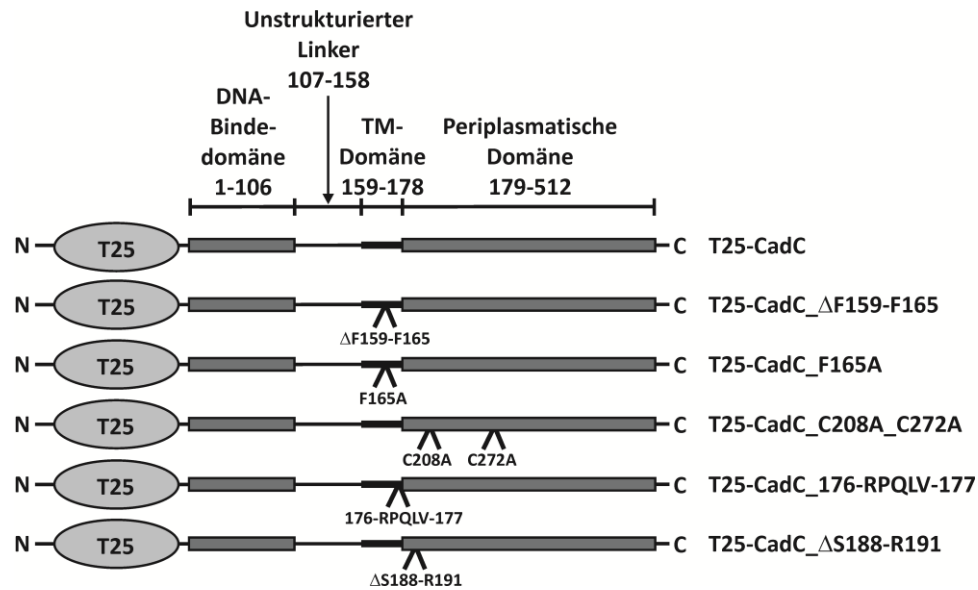 Unstrukturierter
Linker
107-158
DNA-
Binde-
domäne
1-106
TM-
Domäne
159-178
Periplasmatische
Domäne
179-512
N T25 C T25-CadC
N T25 C T25-CadC_ΔF159-F165
ΔF159-F165
N T25 C T25-CadC_F165A
F165A
N T25 C T25-CadC_C208A_C272A
C208A C272A
N T25 C T25-CadC_176-RPQLV-177
176-RPQLV-177
N T25 C T25-CadC_ΔS188-R191
ΔS188-R191